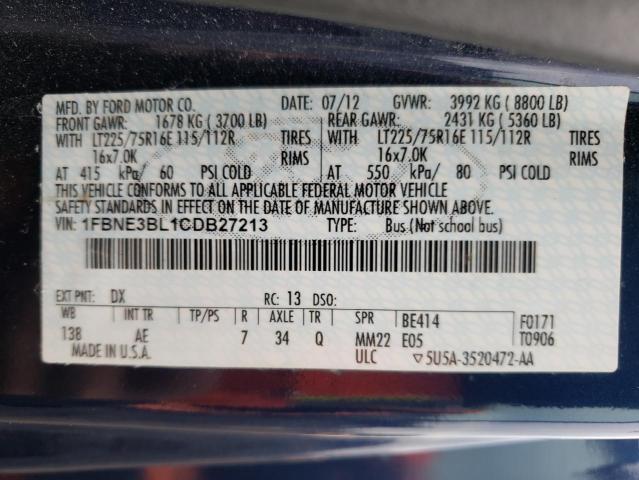 MFD. BY FORD MOTOR CO. DATE: 07/12 GVWR: 3992 KG ( 8800 LB)
FRONT GAWR: 1678 KG ( 3700 LB) REAR GAWR: 2431 KG ( 5360 LB)
WITH LT225/75R16E 115/112R TIRES WITH LT225/75R16E 115/112R TIRES
16x7.0K RIMS 16x7.0K RIMS
AT 415 kPa/ 60 PSI COLD AT 550 kPa/ 80 PSI COLD
THIS VEHICLE CONFORMS TO ALL APPLICABLE FEDERAL MOTOR VEHICLE
SAFETY STANDARDS IN EFFECT ON THE DATE OF MANUFACTURE SHOWN ABOVE.
VIN: 1FBNE3BL1CDB27213 TYPE: Bus (Not school bus)
EXT PNT: DX RC: 13 DSO:
WB INT TR TP/PS R AXLE TR SPR BE414 F0171
138 AE 7 34 Q MM22 E05 T0906
MADE IN U.S.A. ULC ▽5U5A-3520472-AA